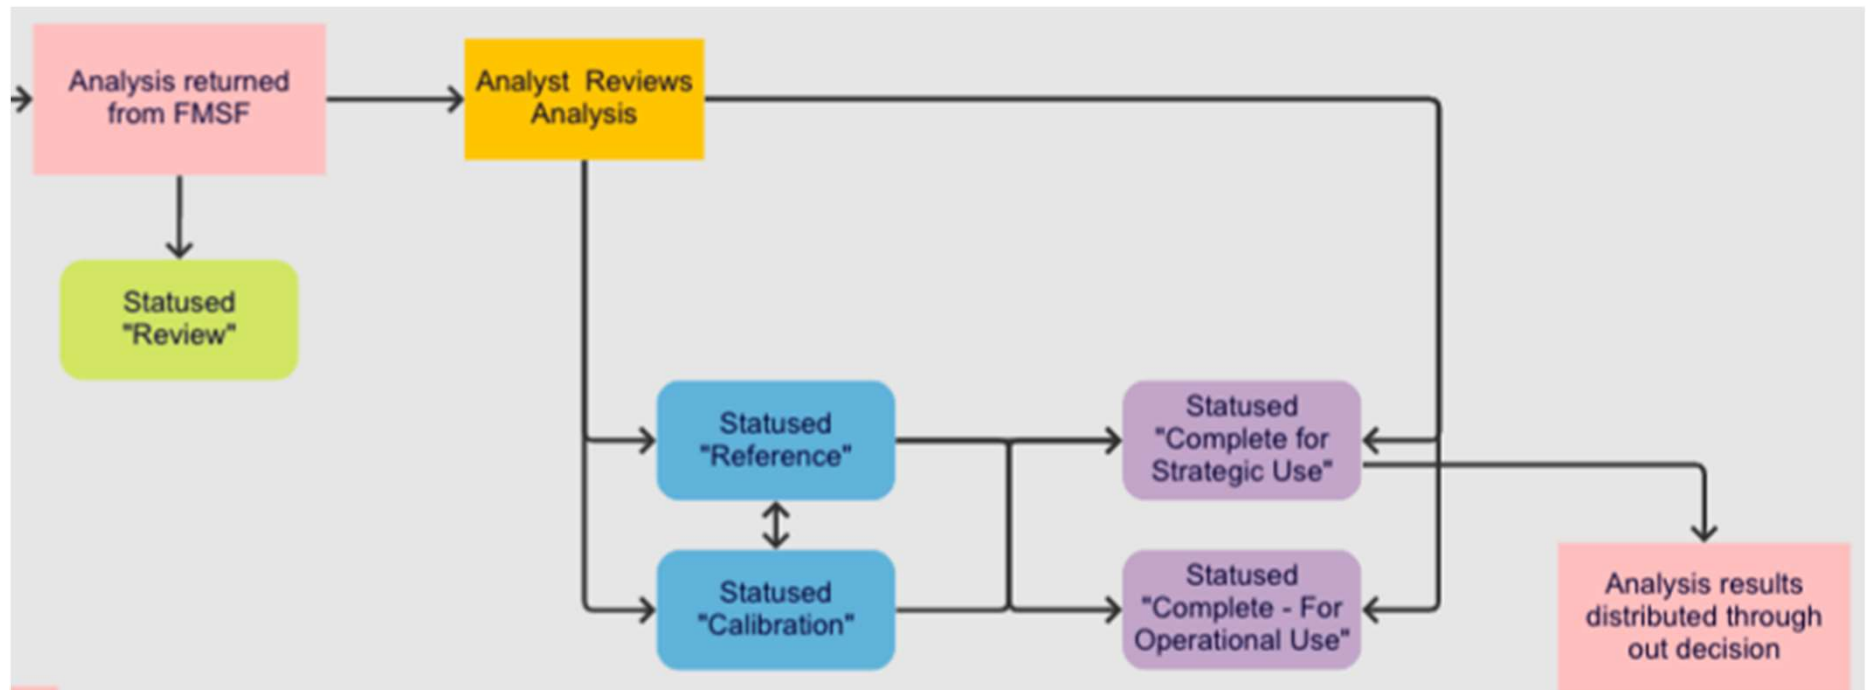 Analysis returned
from FMSF
Analyst Reviews
Analysis
Statused
"Review"
Statused
"Reference"
Statused
"Complete for
Strategic Use"
Statused
"Calibration"
Statused
"Complete - For
Operational Use"
Analysis results
distributed through
out decision